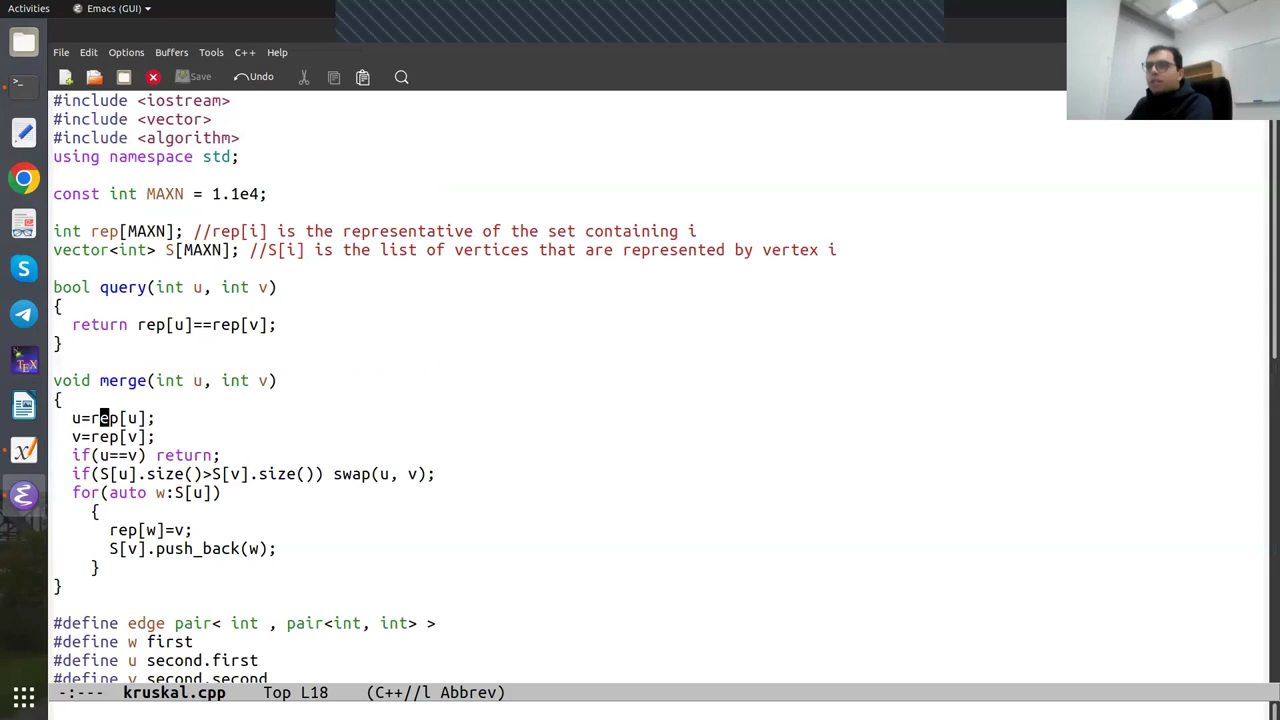 Activities
Emacs (GUI)
File Edit Options Buffers Tools C++ Help
Save Undo
#include <iostream>
#include <vector>
#include <algorithm>
using namespace std;
const int MAXN = 1.1e4;
int rep[MAXN]; //rep[i] is the representative of the set containing i
vector<int> S[MAXN]; //S[i] is the list of vertices that are represented by vertex i
bool query(int u, int v)
{
return rep[u]==rep[v];
}
void merge(int u, int v)
{
u=rep[u];
v=rep[v];
if(u==v) return;
if(S[u].size()>S[v].size()) swap(u, v);
for(auto w:S[u])
{
rep[w]=v;
S[v].push_back(w);
}
}
#define edge pair< int , pair<int, int> >
#define w first
#define u second.first
#define v second.second
-:--- kruskal.cpp Top L18 (C++//l Abbrev)